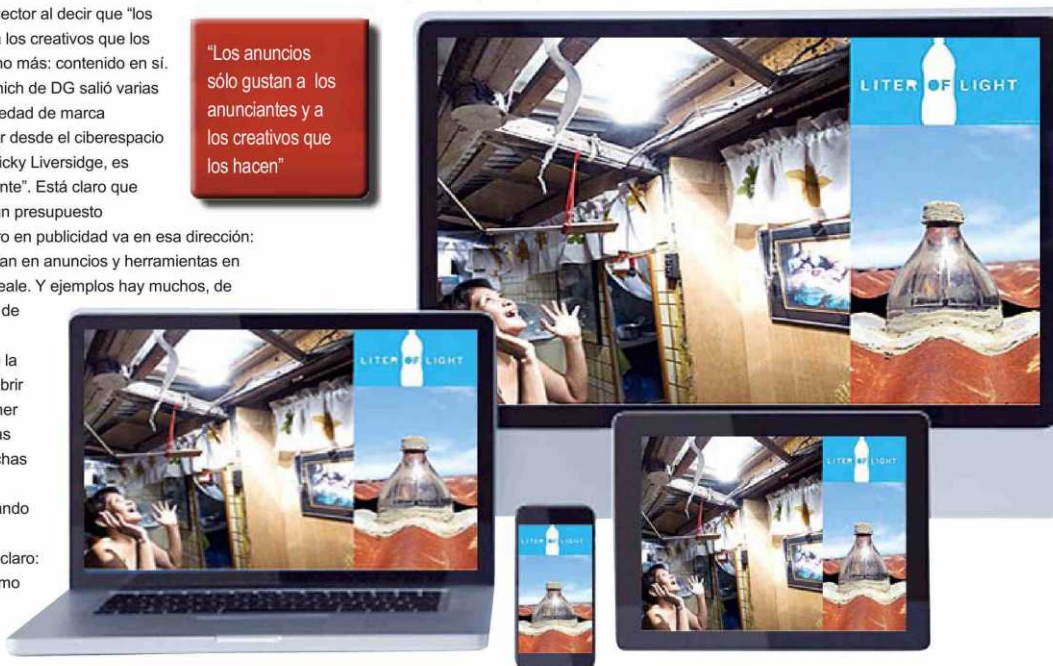 ector al decir que “los
los creativos que los
no más: contenido en sí.
nich de DG salió varias
edad de marca
r desde el ciberespacio
icky Liversidge, es
nte”. Está claro que
un presupuesto
ro en publicidad va en esa dirección:
an en anuncios y herramientas en
eale. Y ejemplos hay muchos, de
de
la
brir
ner
as
chas
ando
claro:
mo
“Los anuncios
sólo gustan a los
anunciantes y a
los creativos que
los hacen”
LITER OF LIGHT
LITER OF LIGHT
LITER OF LIGHT
LITER OF LIGHT